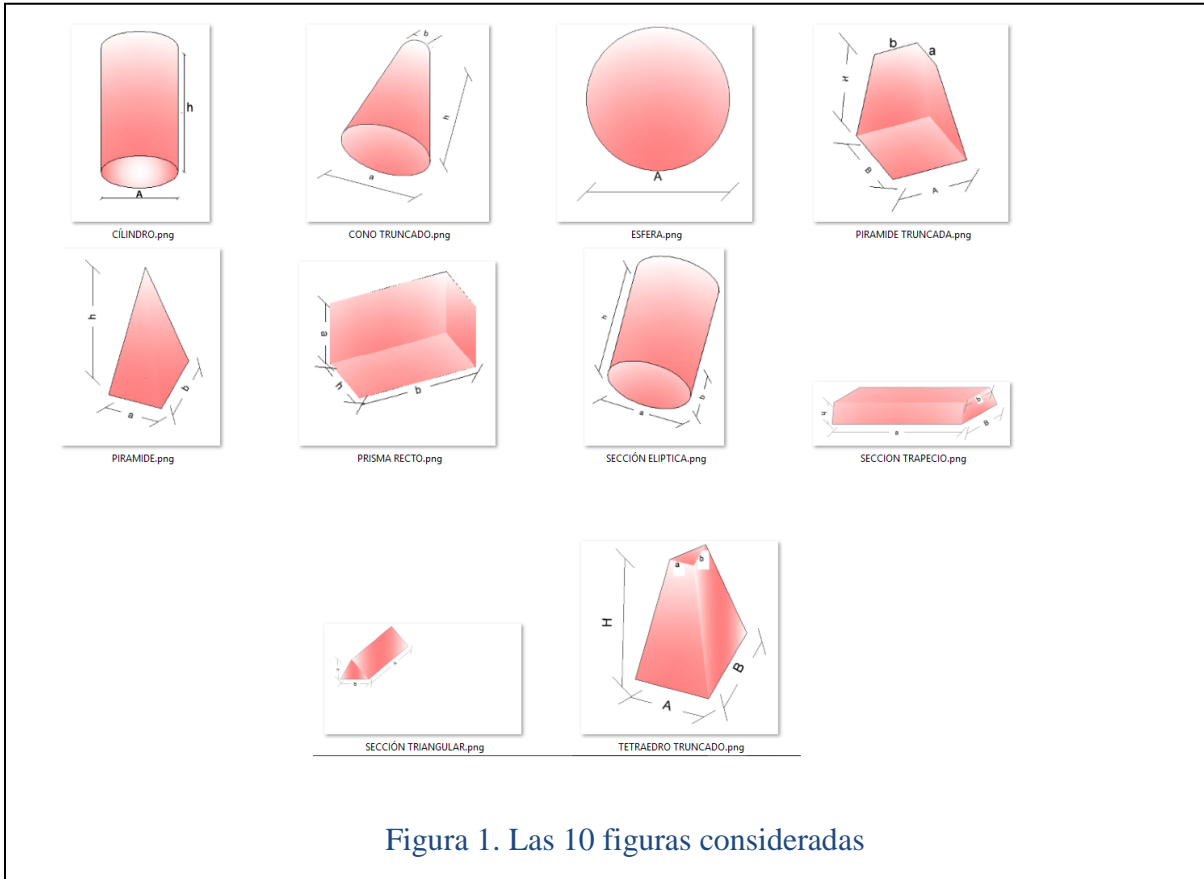 b
h
A
h
a
A
b
a
H
B
A
CÍLINDRO.png
CONO TRUNCADO.png
ESFERA.png
PIRAMIDE TRUNCADA.png
h
a
b
a
h
b
h
a
b
h
a
b
B
PIRAMIDE.png
PRISMA RECTO.png
SECCIÓN ELIPTICA.png
SECCION TRAPECIO.png
a
b
H
A
B
SECCIÓN TRIANGULAR.png
TETRAEDRO TRUNCADO.png
Figura 1. Las 10 figuras consideradas